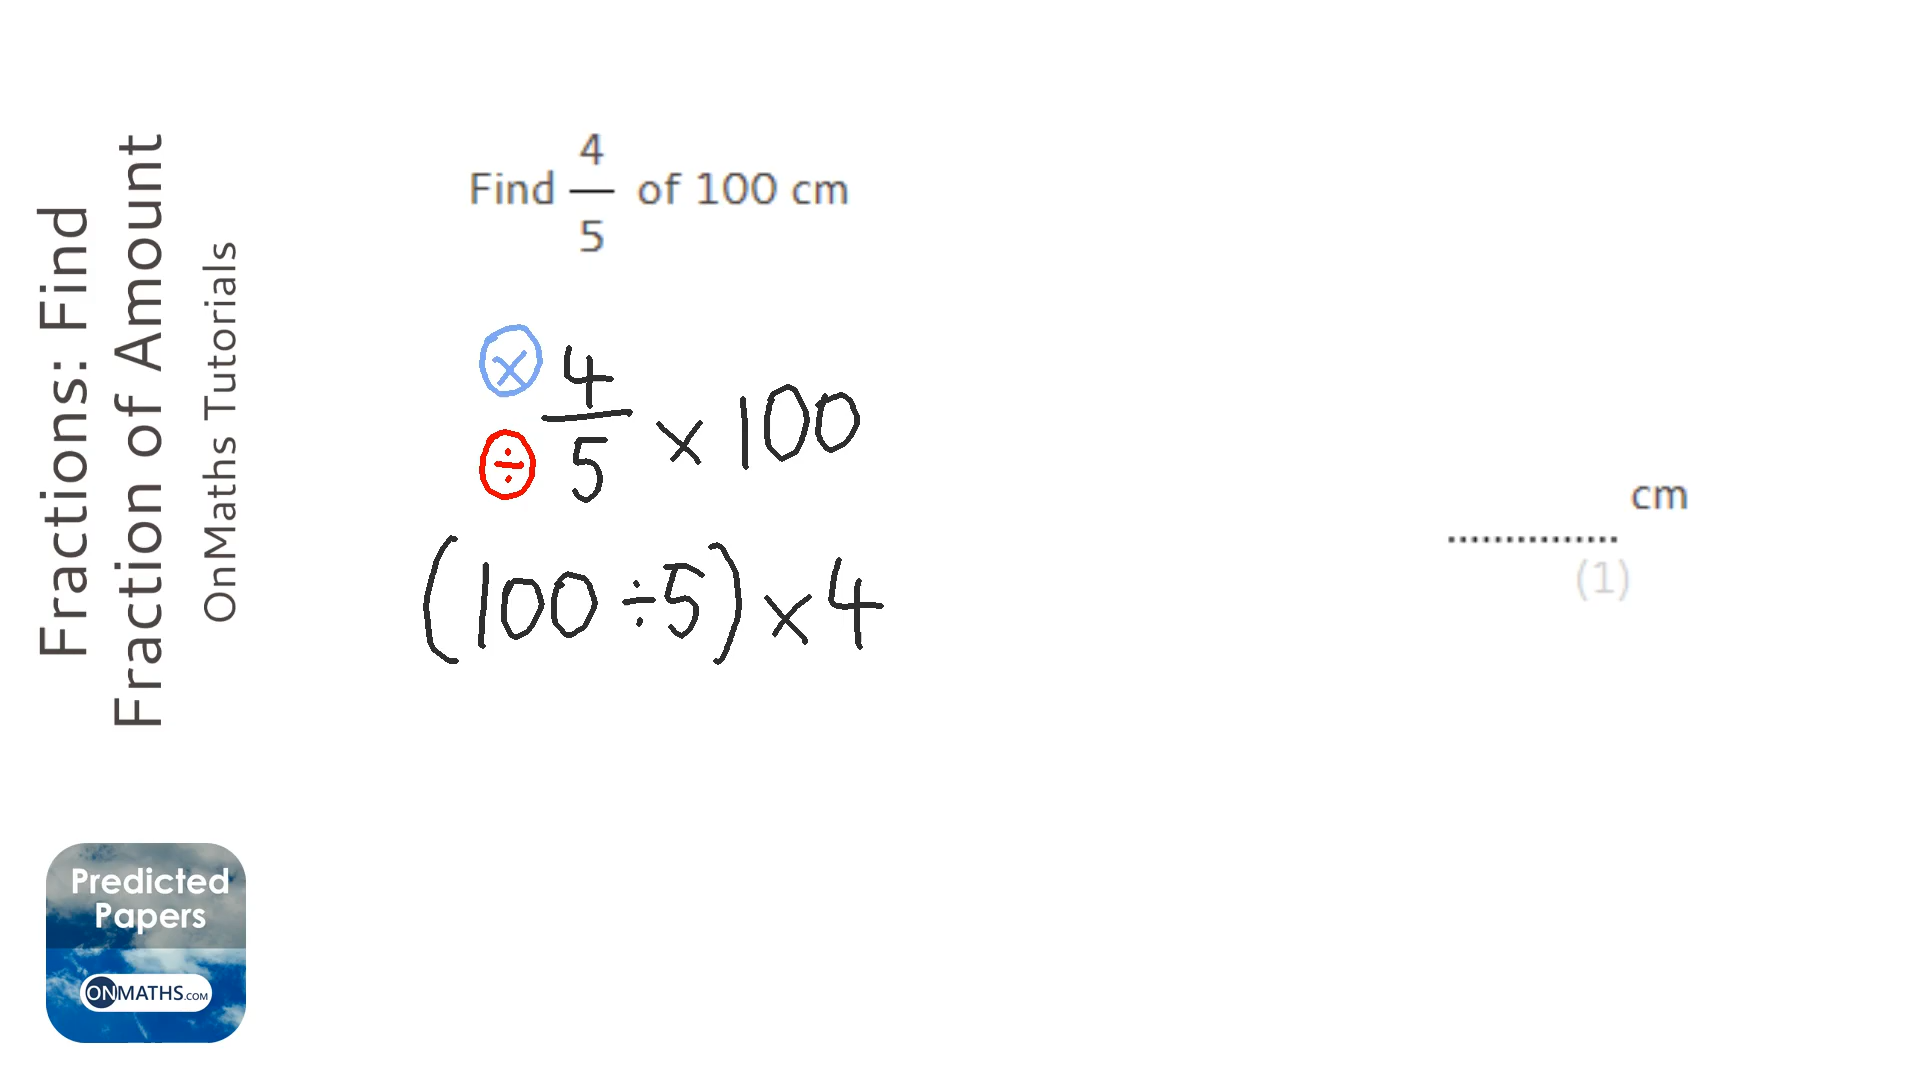 Fractions: Find
Fraction of Amount
OnMaths Tutorials
Find 4/5 of 100 cm
× 4
÷ 5 × 100
(100 ÷ 5) × 4
............... cm
(1)
Predicted
Papers
ONMATHS.COM